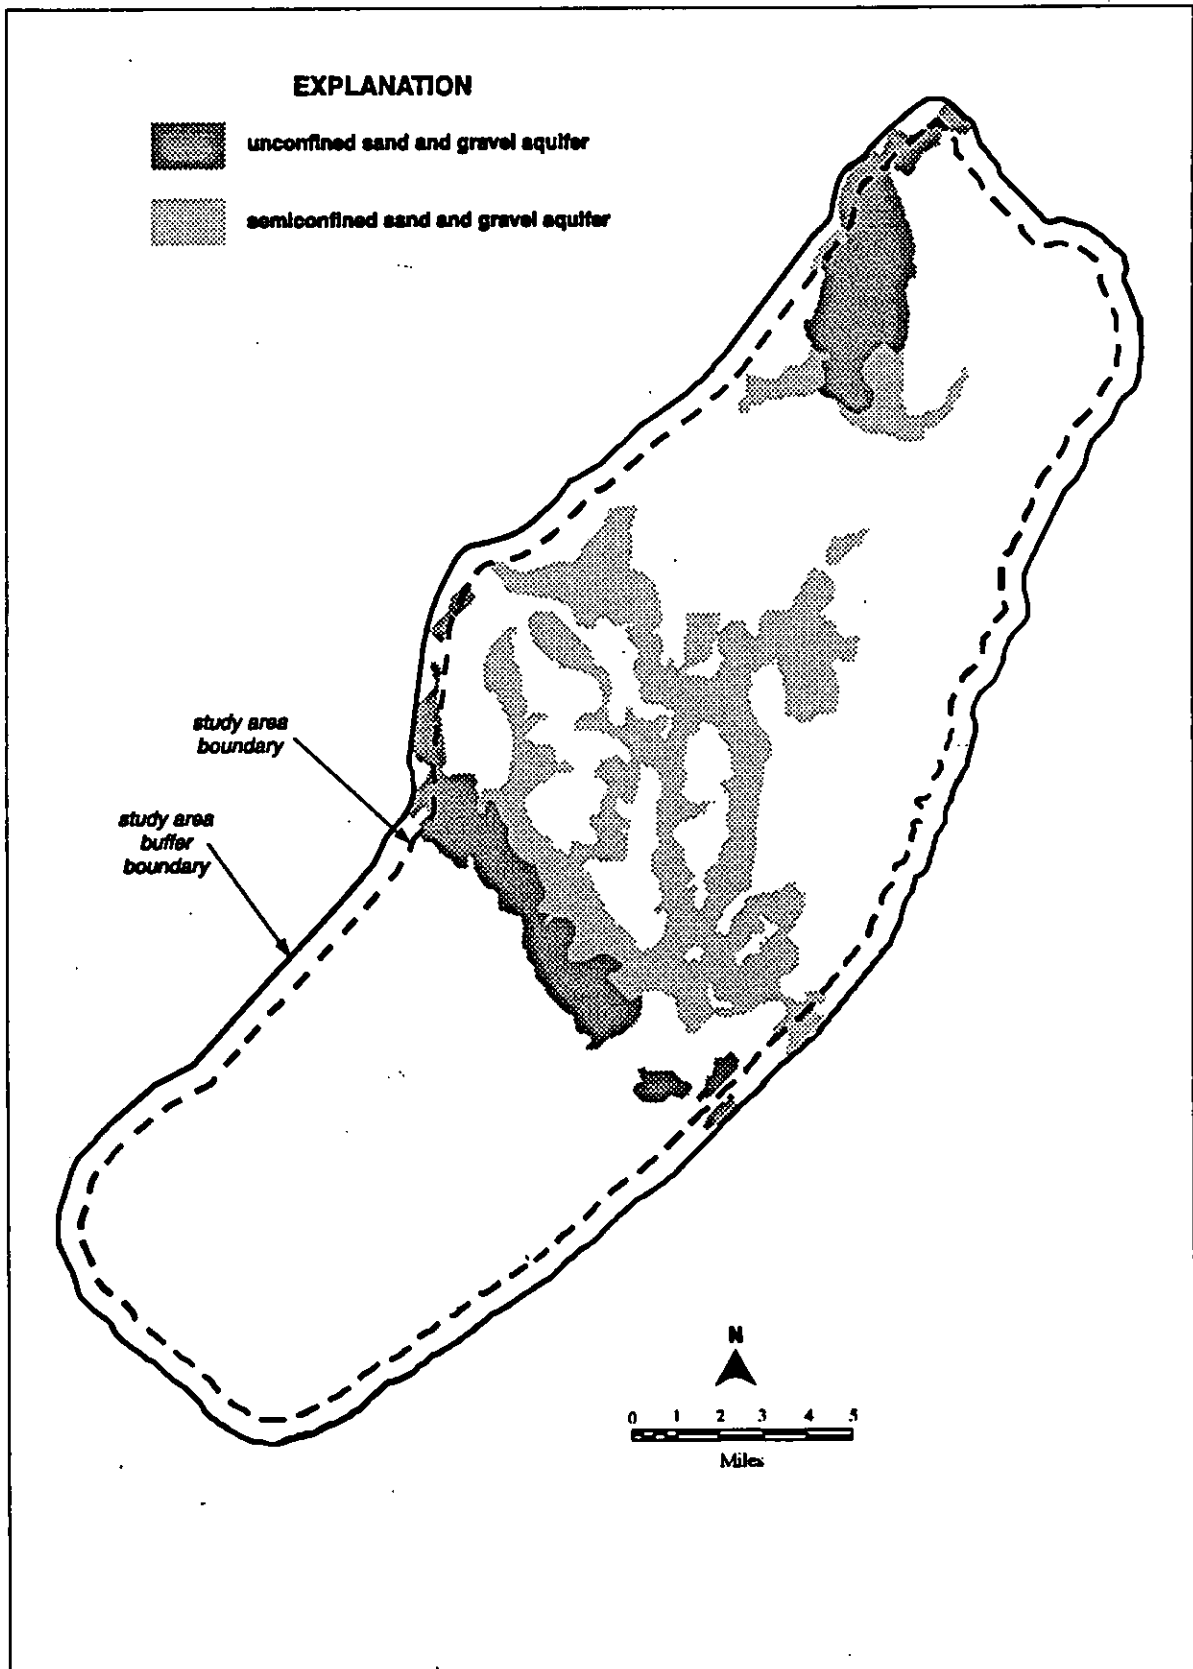 EXPLANATION
unconfined sand and gravel aquifer
semiconfined sand and gravel aquifer
study area
boundary
study area
buffer
boundary
N
0 1 2 3 4 5
Miles